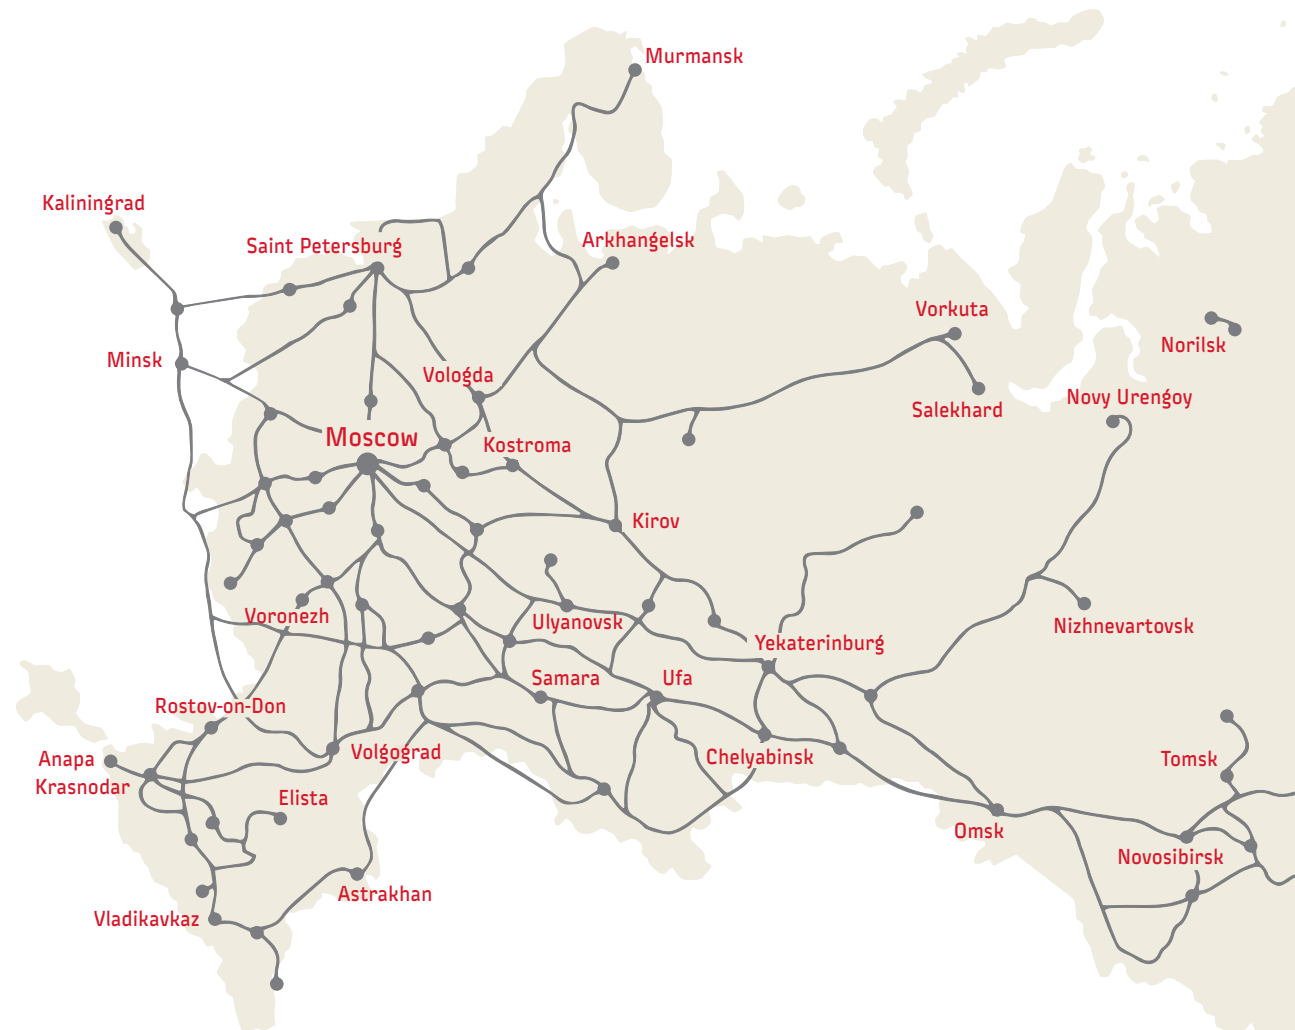 Murmansk
Kaliningrad
Saint Petersburg
Arkhangelsk
Vorkuta
Norilsk
Minsk
Vologda
Salekhard
Novy Urengoy
Moscow
Kostroma
Kirov
Voronezh
Ulyanovsk
Nizhnevartovsk
Yekaterinburg
Samara
Ufa
Rostov-on-Don
Volgograd
Chelyabinsk
Anapa
Tomsk
Krasnodar
Elista
Omsk
Novosibirsk
Astrakhan
Vladikavkaz